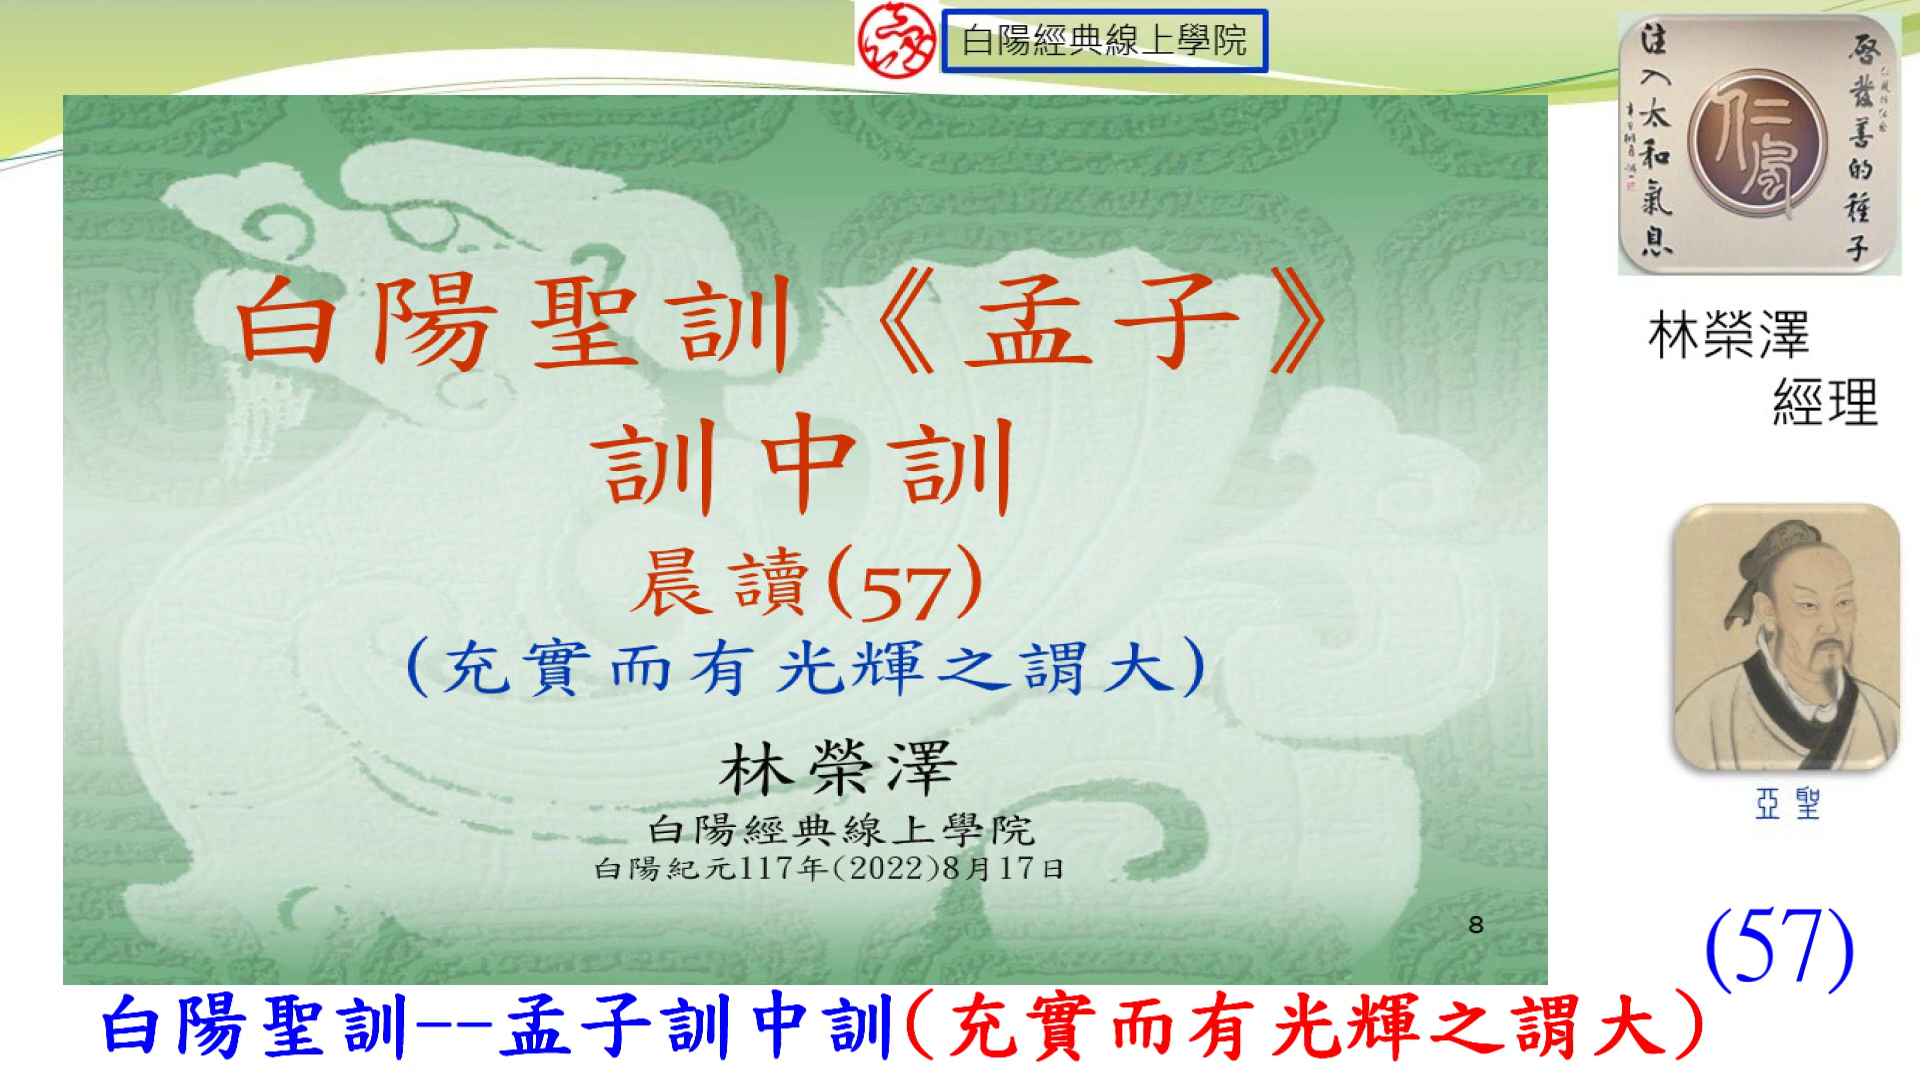 白陽經典線上學院
啓發善的種子
注入太和氣息
仁風
林榮澤
經理
白陽聖訓《孟子》
訓中訓
晨讀(57)
(充實而有光輝之謂大)
林榮澤
白陽經典線上學院
白陽紀元117年(2022)8月17日
8
亞聖
(57)
白陽聖訓--孟子訓中訓(充實而有光輝之謂大)